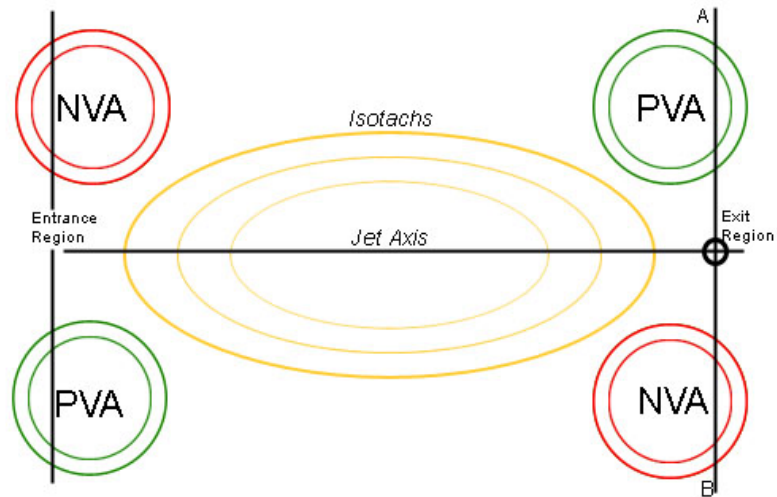 A
NVA
PVA
Isotachs
Entrance
Region
Jet Axis
Exit
Region
PVA
NVA
B